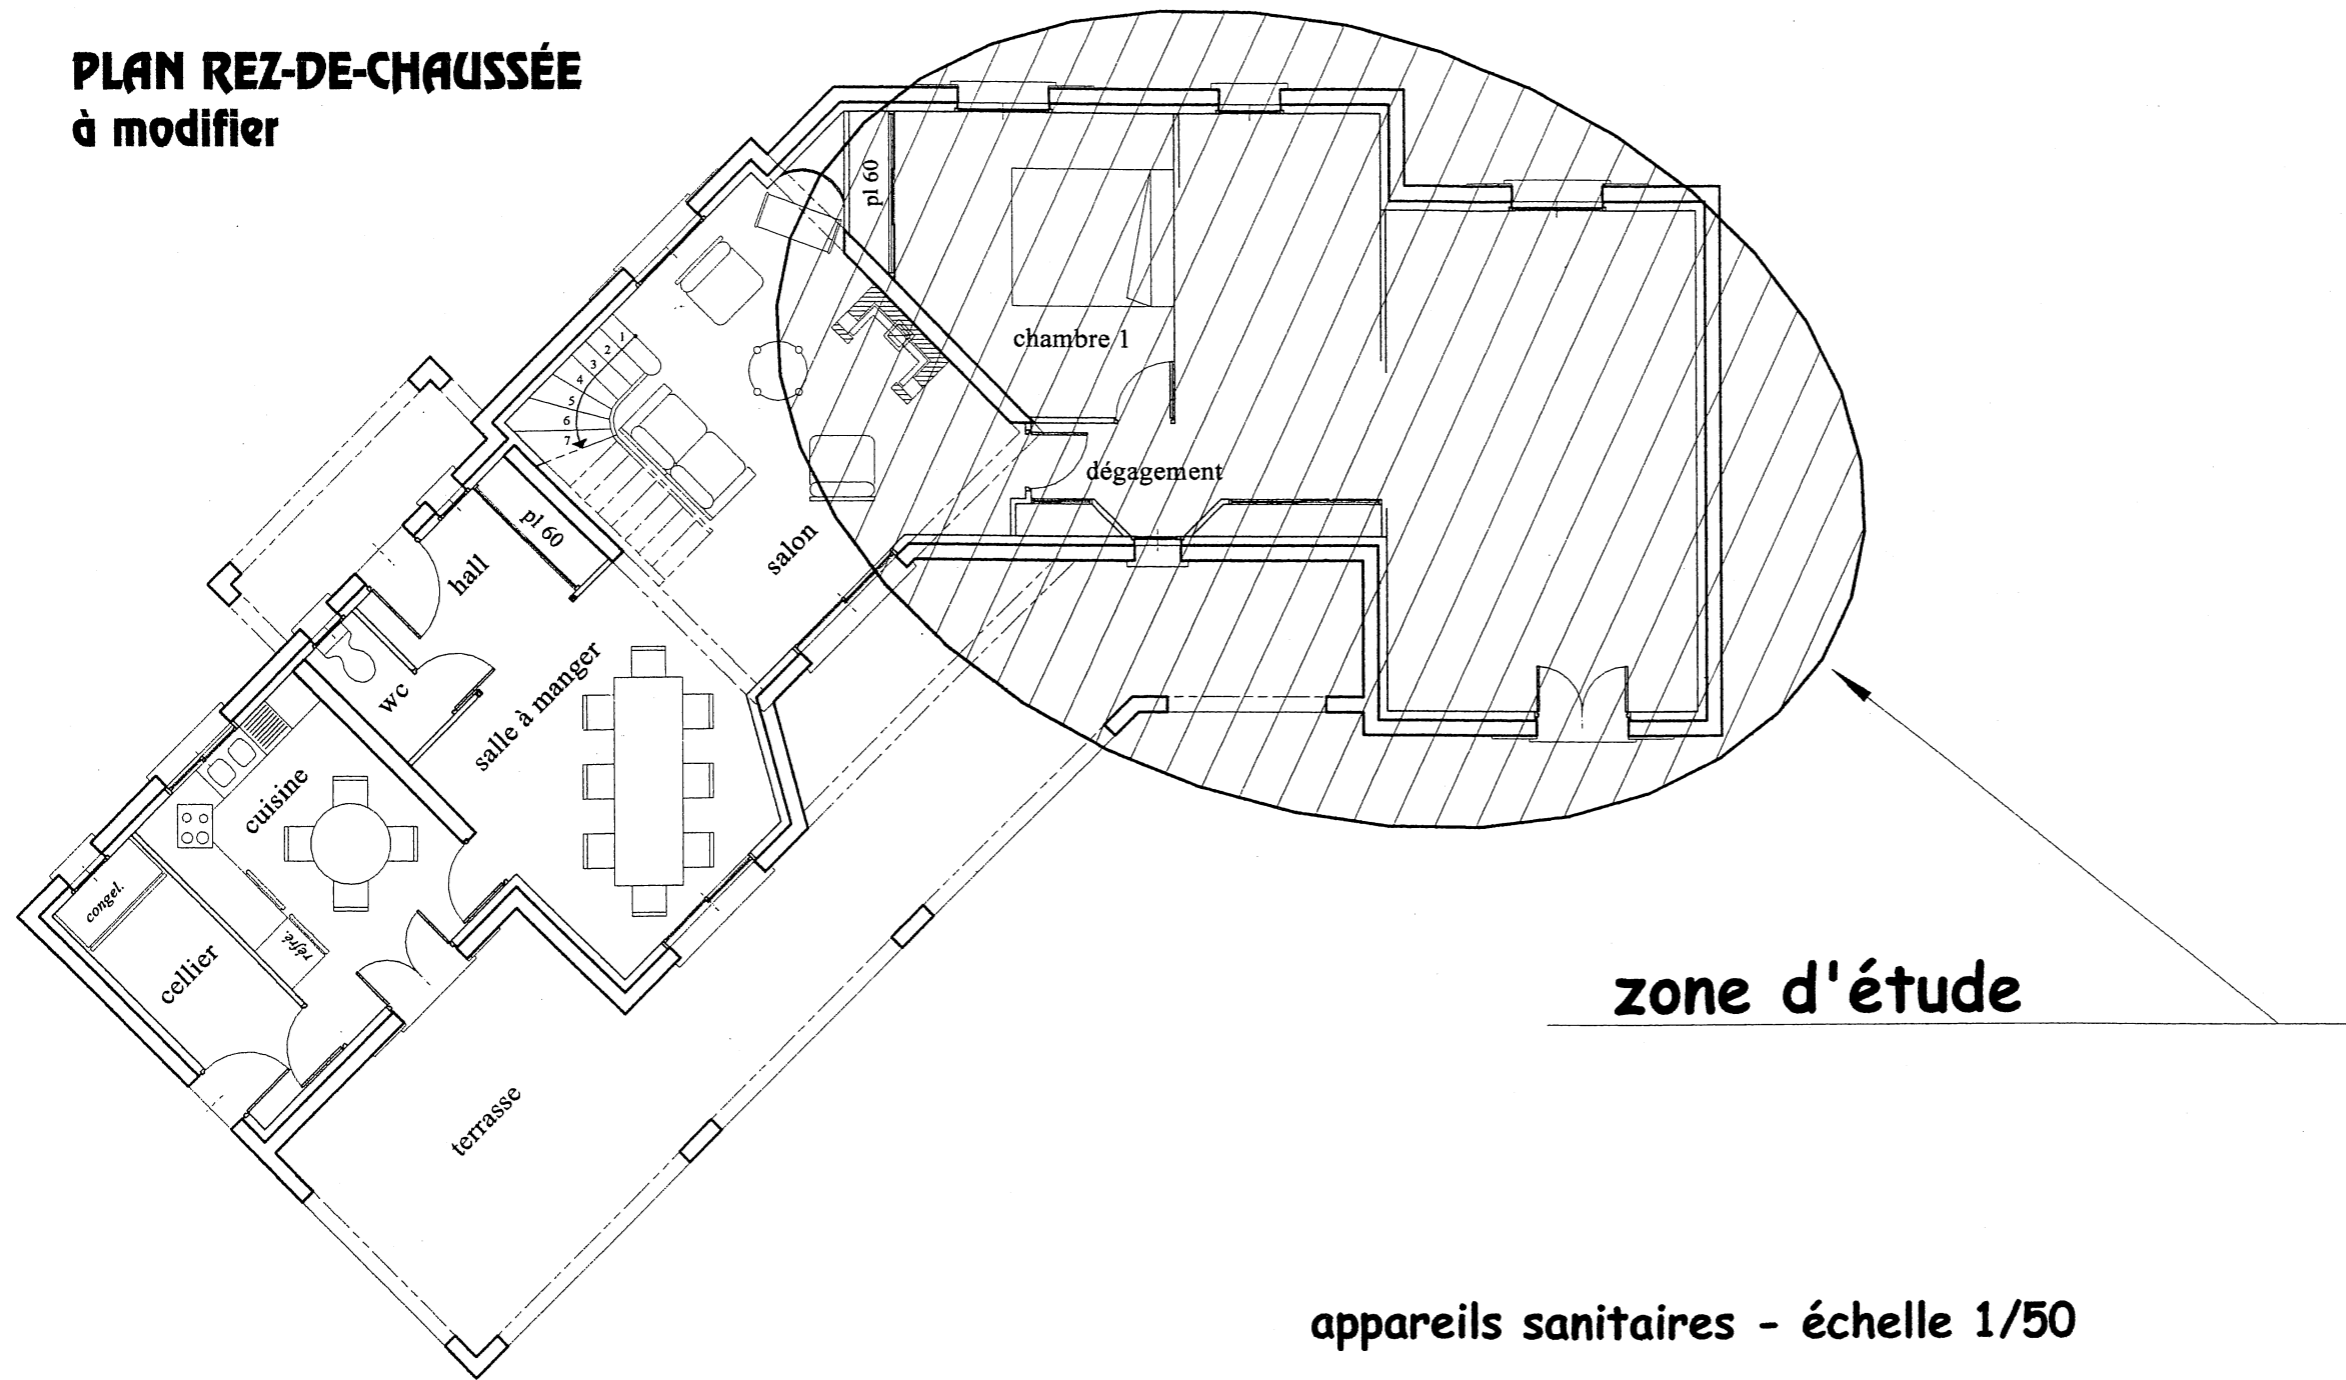 PLAN REZ-DE-CHAUSSÉE
à modifier
pl 60
chambre 1
dégagement
1
2
3
4
5
6
7
pl 60
hall
salon
wc
salle à manger
cuisine
congel.
réfré.
cellier
terrasse
zone d'étude
appareils sanitaires - échelle 1/50